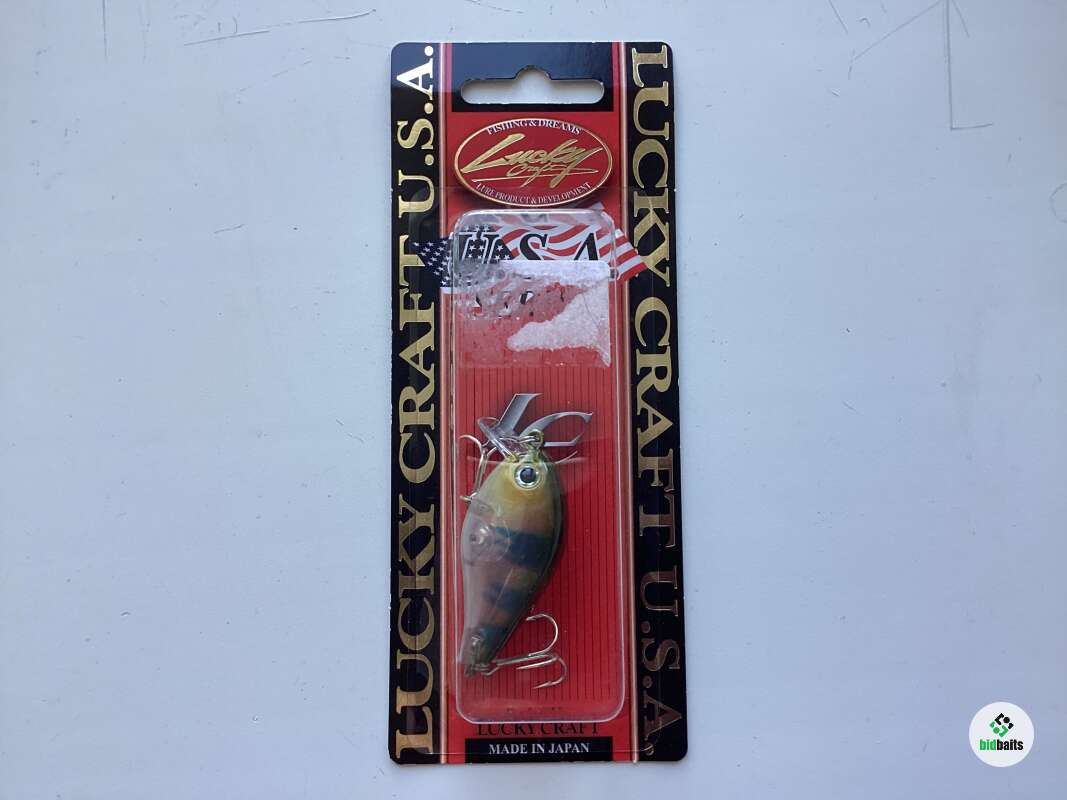 LUCKY CRAFT U.S.A.
FISHING & DREAMS
Lucky
Craft
LURE PRODUCT & DEVELOPMENT
U.S.A
LC
LUCKY CRAFT
MADE IN JAPAN
LUCKY CRAFT U.S.A.
bidbaits